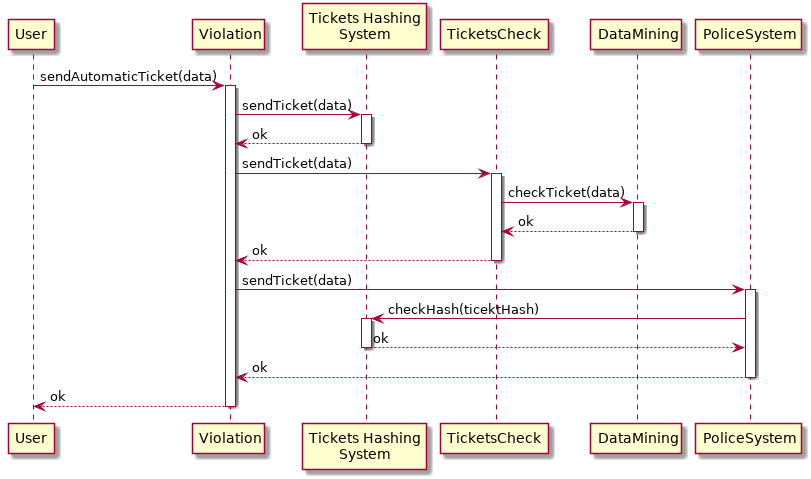 User
Violation
Tickets Hashing
System
TicketsCheck
DataMining
PoliceSystem
sendAutomaticTicket(data)
sendTicket(data)
ok
sendTicket(data)
checkTicket(data)
ok
ok
sendTicket(data)
checkHash(ticektHash)
ok
ok
ok
User
Violation
Tickets Hashing
System
TicketsCheck
DataMining
PoliceSystem